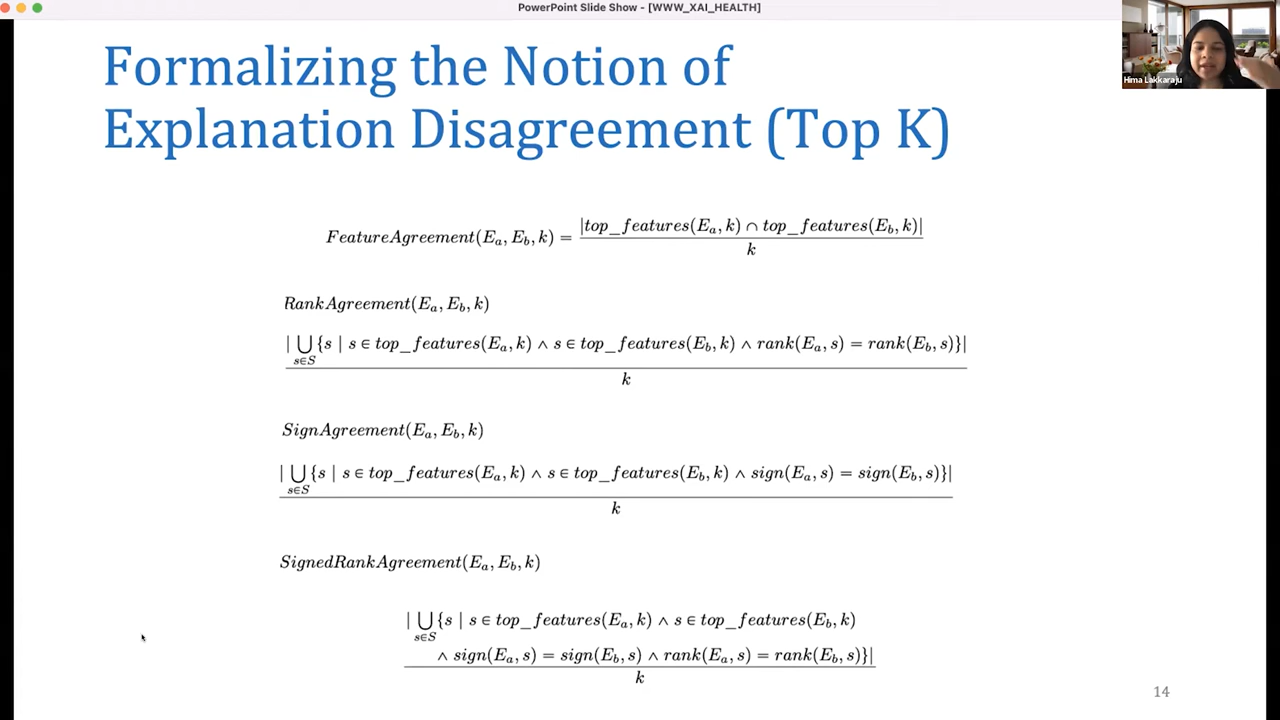 PowerPoint Slide Show - [WWW_XAI_HEALTH]
Hima Lakkaraju
Formalizing the Notion of
Explanation Disagreement (Top K)
FeatureAgreement(E_a, E_b, k) = |top_features(E_a, k) ∩ top_features(E_b, k)| / k
RankAgreement(E_a, E_b, k)
| ⋃_{s∈S} {s | s ∈ top_features(E_a, k) ∧ s ∈ top_features(E_b, k) ∧ rank(E_a, s) = rank(E_b, s)}|
k
SignAgreement(E_a, E_b, k)
| ⋃_{s∈S} {s | s ∈ top_features(E_a, k) ∧ s ∈ top_features(E_b, k) ∧ sign(E_a, s) = sign(E_b, s)}|
k
SignedRankAgreement(E_a, E_b, k)
| ⋃_{s∈S} {s | s ∈ top_features(E_a, k) ∧ s ∈ top_features(E_b, k)
∧ sign(E_a, s) = sign(E_b, s) ∧ rank(E_a, s) = rank(E_b, s)}|
k
14